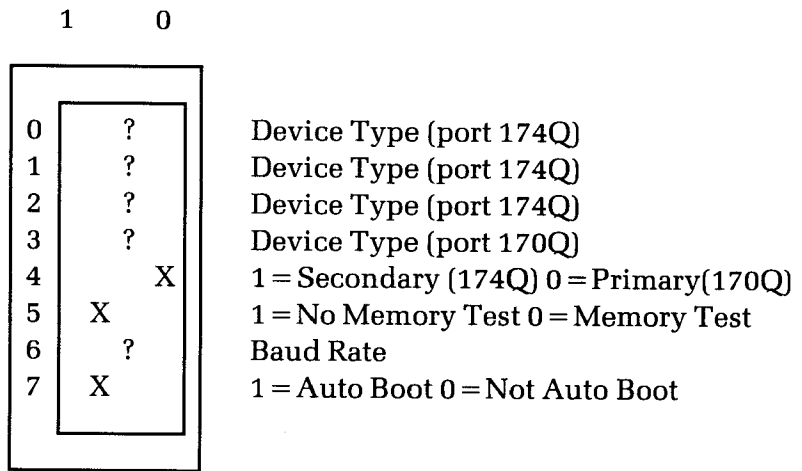 1 0
0 ? Device Type (port 174Q)
1 ? Device Type (port 174Q)
2 ? Device Type (port 174Q)
3 ? Device Type (port 170Q)
4 X 1 = Secondary (174Q) 0 = Primary(170Q)
5 X 1 = No Memory Test 0 = Memory Test
6 ? Baud Rate
7 X 1 = Auto Boot 0 = Not Auto Boot